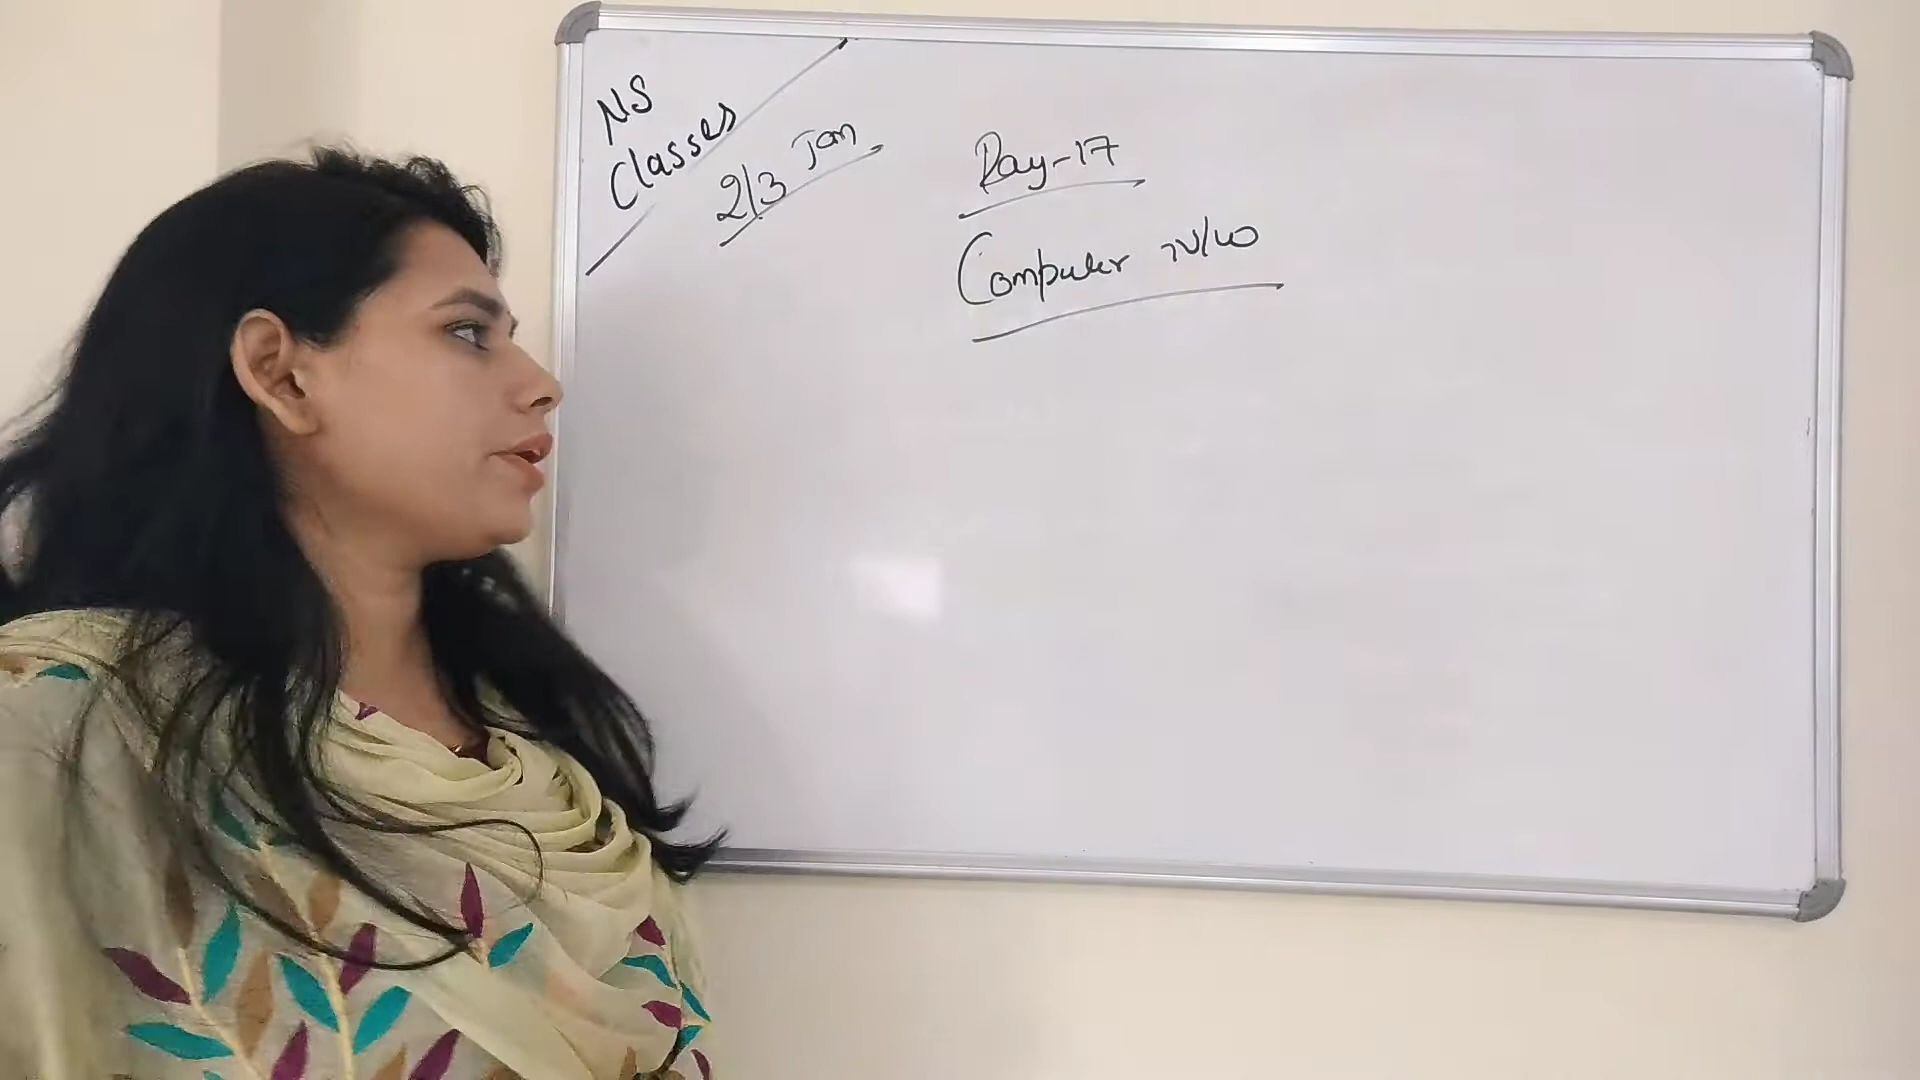 NS
Classes
2/3 Jan
Day-17
Computer N/W